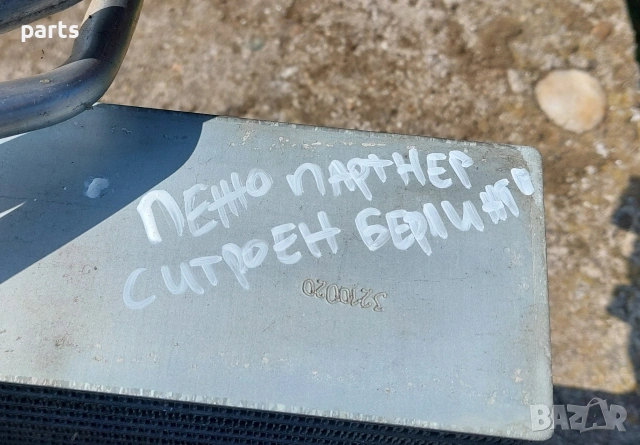 parts
ПЕЖО ПАРТНЕР
СИТРОЕН БЕРЛИНГО
3210020
BAZAR